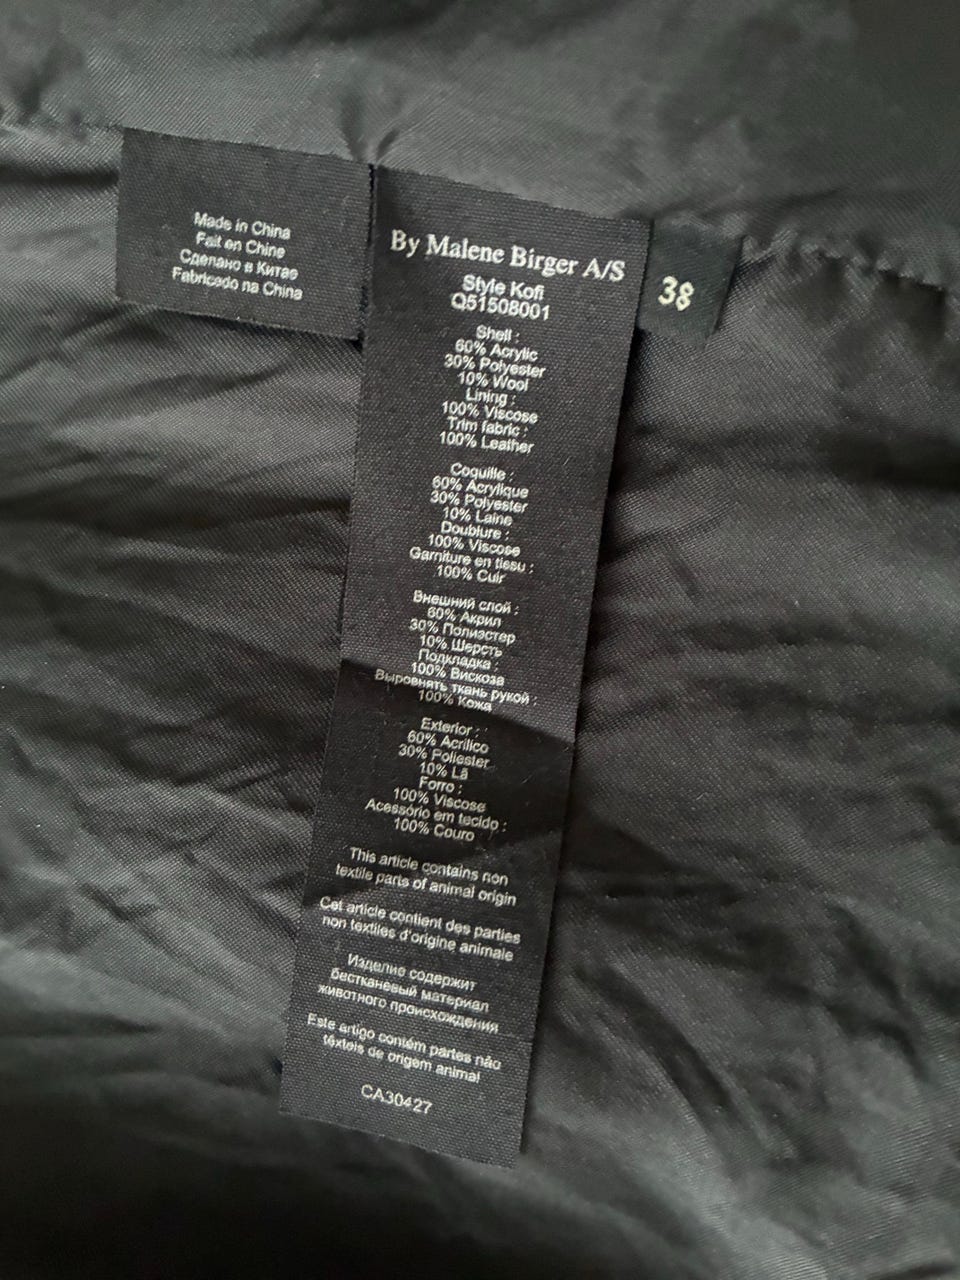 Made in China
Fait en Chine
Сделано в Китае
Fabricado na China
By Malene Birger A/S
Style Kofi
Q51508001
Shell :
60% Acrylic
30% Polyester
10% Wool
Lining :
100% Viscose
Trim fabric :
100% Leather
Coquille :
60% Acrylique
30% Polyester
10% Laine
Doublure :
100% Viscose
Garniture en tissu :
100% Cuir
Внешний слой :
60% Акрил
30% Полиэстер
10% Шерсть
Подкладка :
100% Вискоза
Выровнять ткань рукой :
100% Кожа
Exterior :
60% Acrílico
30% Poliester
10% Lã
Forro :
100% Viscose
Acessório em tecido :
100% Couro
This article contains non
textile parts of animal origin
Cet article contient des parties
non textiles d'origine animale
Изделие содержит
бестканевый материал
животного происхождения
Este artigo contém partes não
têxteis de origem animal
CA30427
38